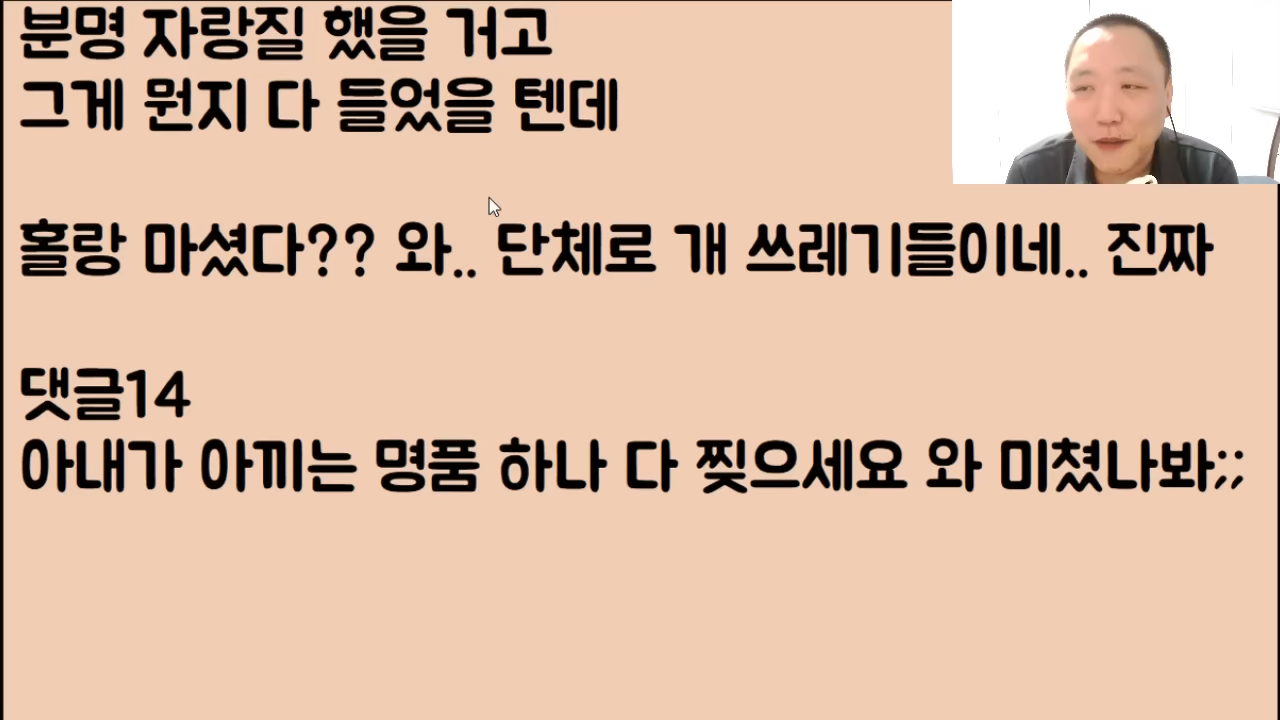 분명 자랑질 했을 거고
그게 뭔지 다 들었을 텐데
홀랑 마셨다?? 와.. 단체로 개 쓰레기들이네.. 진짜
댓글14
아내가 아끼는 명품 하나 다 찢으세요 와 미쳤나봐;;